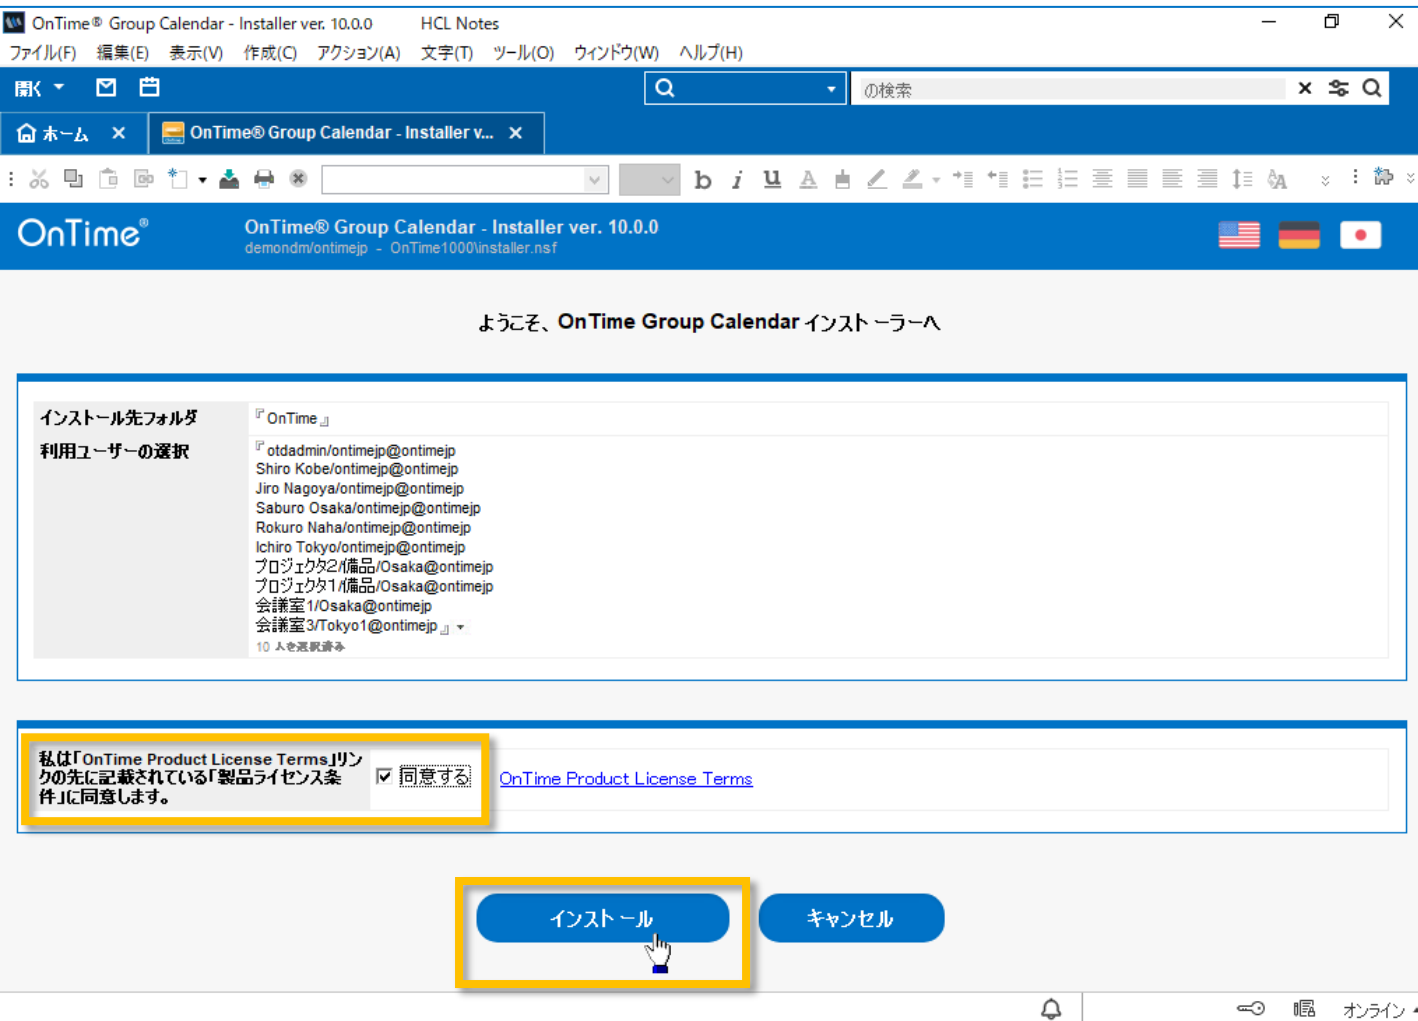 OnTime® Group Calendar - Installer ver. 10.0.0 HCL Notes
ファイル(F) 編集(E) 表示(V) 作成(C) アクション(A) 文字(T) ツール(O) ウィンドウ(W) ヘルプ(H)
開く
の検索
ホーム
OnTime® Group Calendar - Installer v...
b i u A
OnTime®
OnTime® Group Calendar - Installer ver. 10.0.0
demondm/ontimejp - OnTime1000\installer.nsf
ようこそ、OnTime Group Calendar インストーラーへ
インストール先フォルダ
『OnTime』
利用ユーザーの選択
『otdadmin/ontimejp@ontimejp
Shiro Kobe/ontimejp@ontimejp
Jiro Nagoya/ontimejp@ontimejp
Saburo Osaka/ontimejp@ontimejp
Rokuro Naha/ontimejp@ontimejp
Ichiro Tokyo/ontimejp@ontimejp
プロジェクタ2/備品/Osaka@ontimejp
プロジェクタ1/備品/Osaka@ontimejp
会議室1/Osaka@ontimejp
会議室3/Tokyo1@ontimejp』
10 人を選択済み
私は「OnTime Product License Terms」リン
クの先に記載されている「製品ライセンス条
件」に同意します。
同意する
OnTime Product License Terms
インストール
キャンセル
オンライン